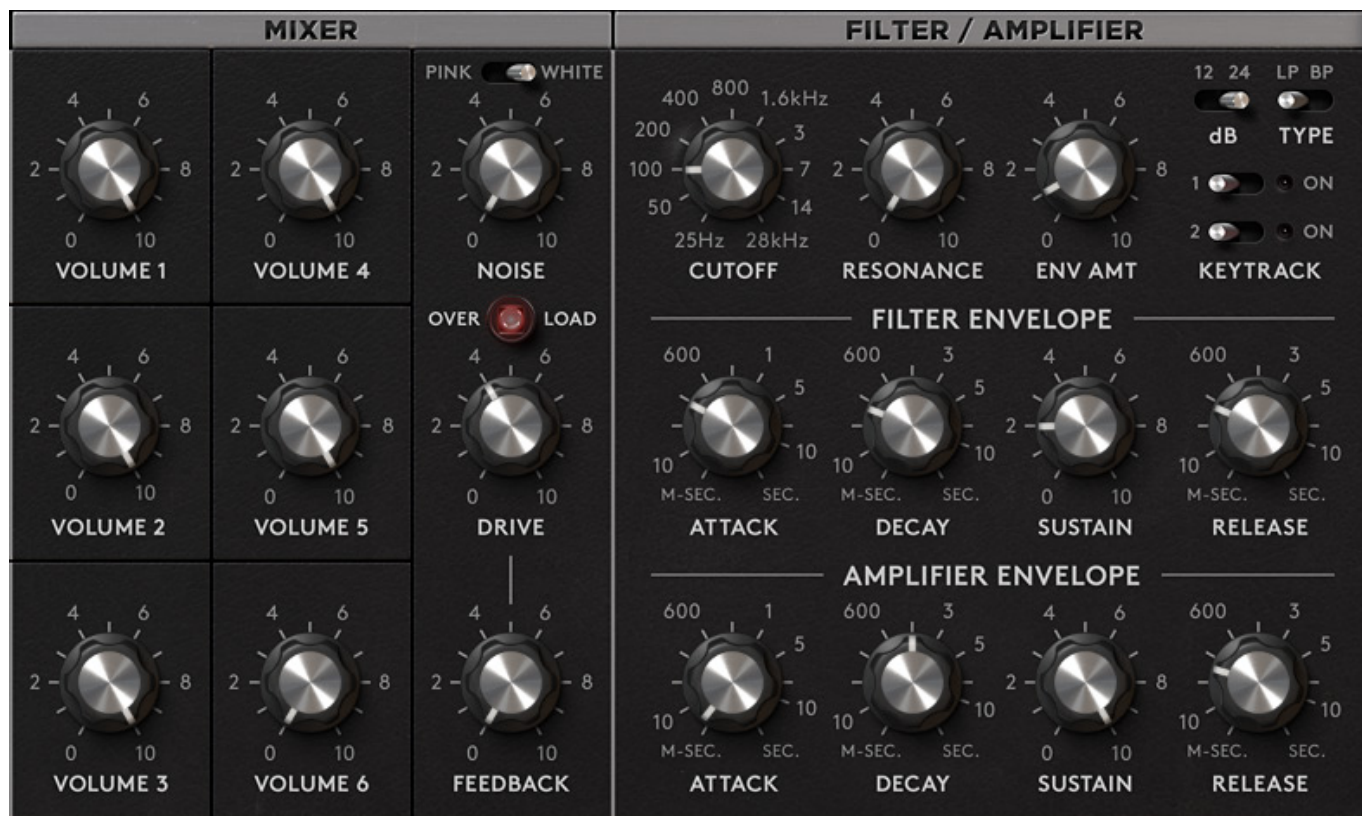 MIXER
FILTER / AMPLIFIER
PINK WHITE
4 6
2 8
0 10
VOLUME 1
4 6
2 8
0 10
VOLUME 4
4 6
2 8
0 10
NOISE
400 800 1.6kHz
200 3
100 7
50 14
25Hz 28kHz
CUTOFF
4 6
2 8
0 10
RESONANCE
4 6
2 8
0 10
ENV AMT
12 24 LP BP
dB TYPE
1 ON
2 ON
KEYTRACK
4 6
2 8
0 10
VOLUME 2
4 6
2 8
0 10
VOLUME 5
OVER LOAD
4 6
2 8
0 10
DRIVE
FILTER ENVELOPE
600 1
5
10 10
M-SEC. SEC.
ATTACK
600 3
5
10 10
M-SEC. SEC.
DECAY
4 6
2 8
0 10
SUSTAIN
600 3
5
10 10
M-SEC. SEC.
RELEASE
4 6
2 8
0 10
VOLUME 3
4 6
2 8
0 10
VOLUME 6
4 6
2 8
0 10
FEEDBACK
AMPLIFIER ENVELOPE
600 1
5
10 10
M-SEC. SEC.
ATTACK
600 3
5
10 10
M-SEC. SEC.
DECAY
4 6
2 8
0 10
SUSTAIN
600 3
5
10 10
M-SEC. SEC.
RELEASE